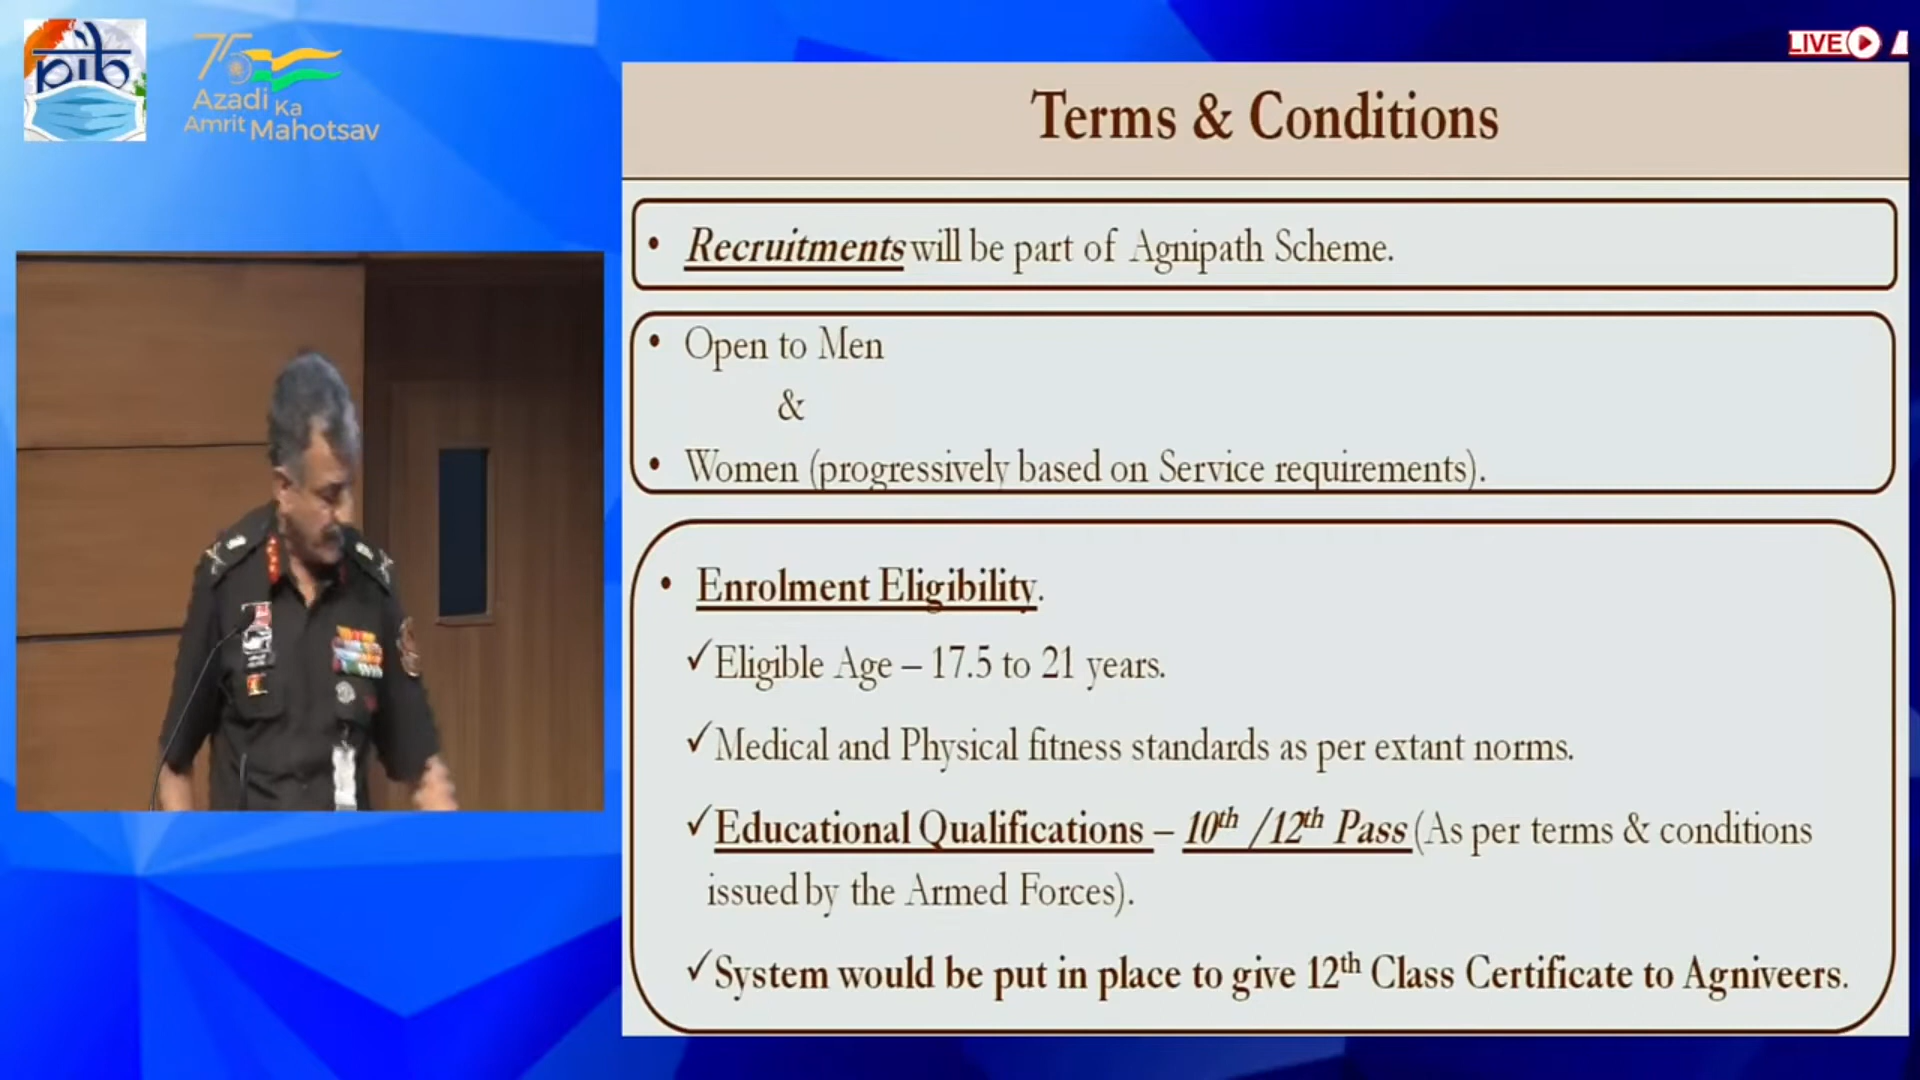 pib
75
Azadi Ka
Amrit Mahotsav
LIVE
Terms & Conditions
• Recruitments will be part of Agnipath Scheme.
• Open to Men
&
• Women (progressively based on Service requirements).
• Enrolment Eligibility.
✓Eligible Age – 17.5 to 21 years.
✓Medical and Physical fitness standards as per extant norms.
✓Educational Qualifications – 10th /12th Pass (As per terms & conditions
issued by the Armed Forces).
✓System would be put in place to give 12th Class Certificate to Agniveers.